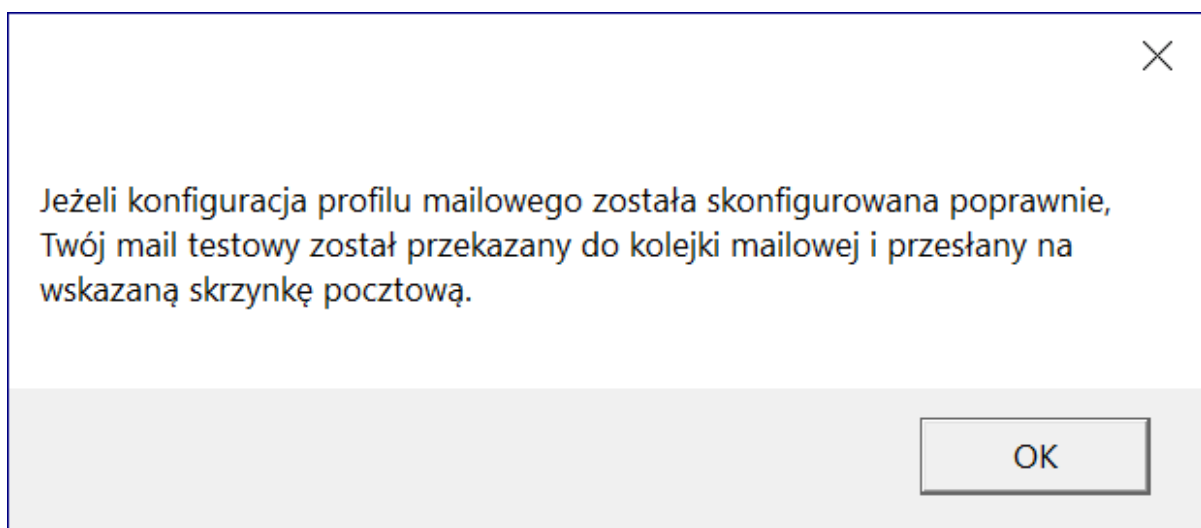 Jeżeli konfiguracja profilu mailowego została skonfigurowana poprawnie,
Twój mail testowy został przekazany do kolejki mailowej i przesłany na
wskazaną skrzynkę pocztową.
OK